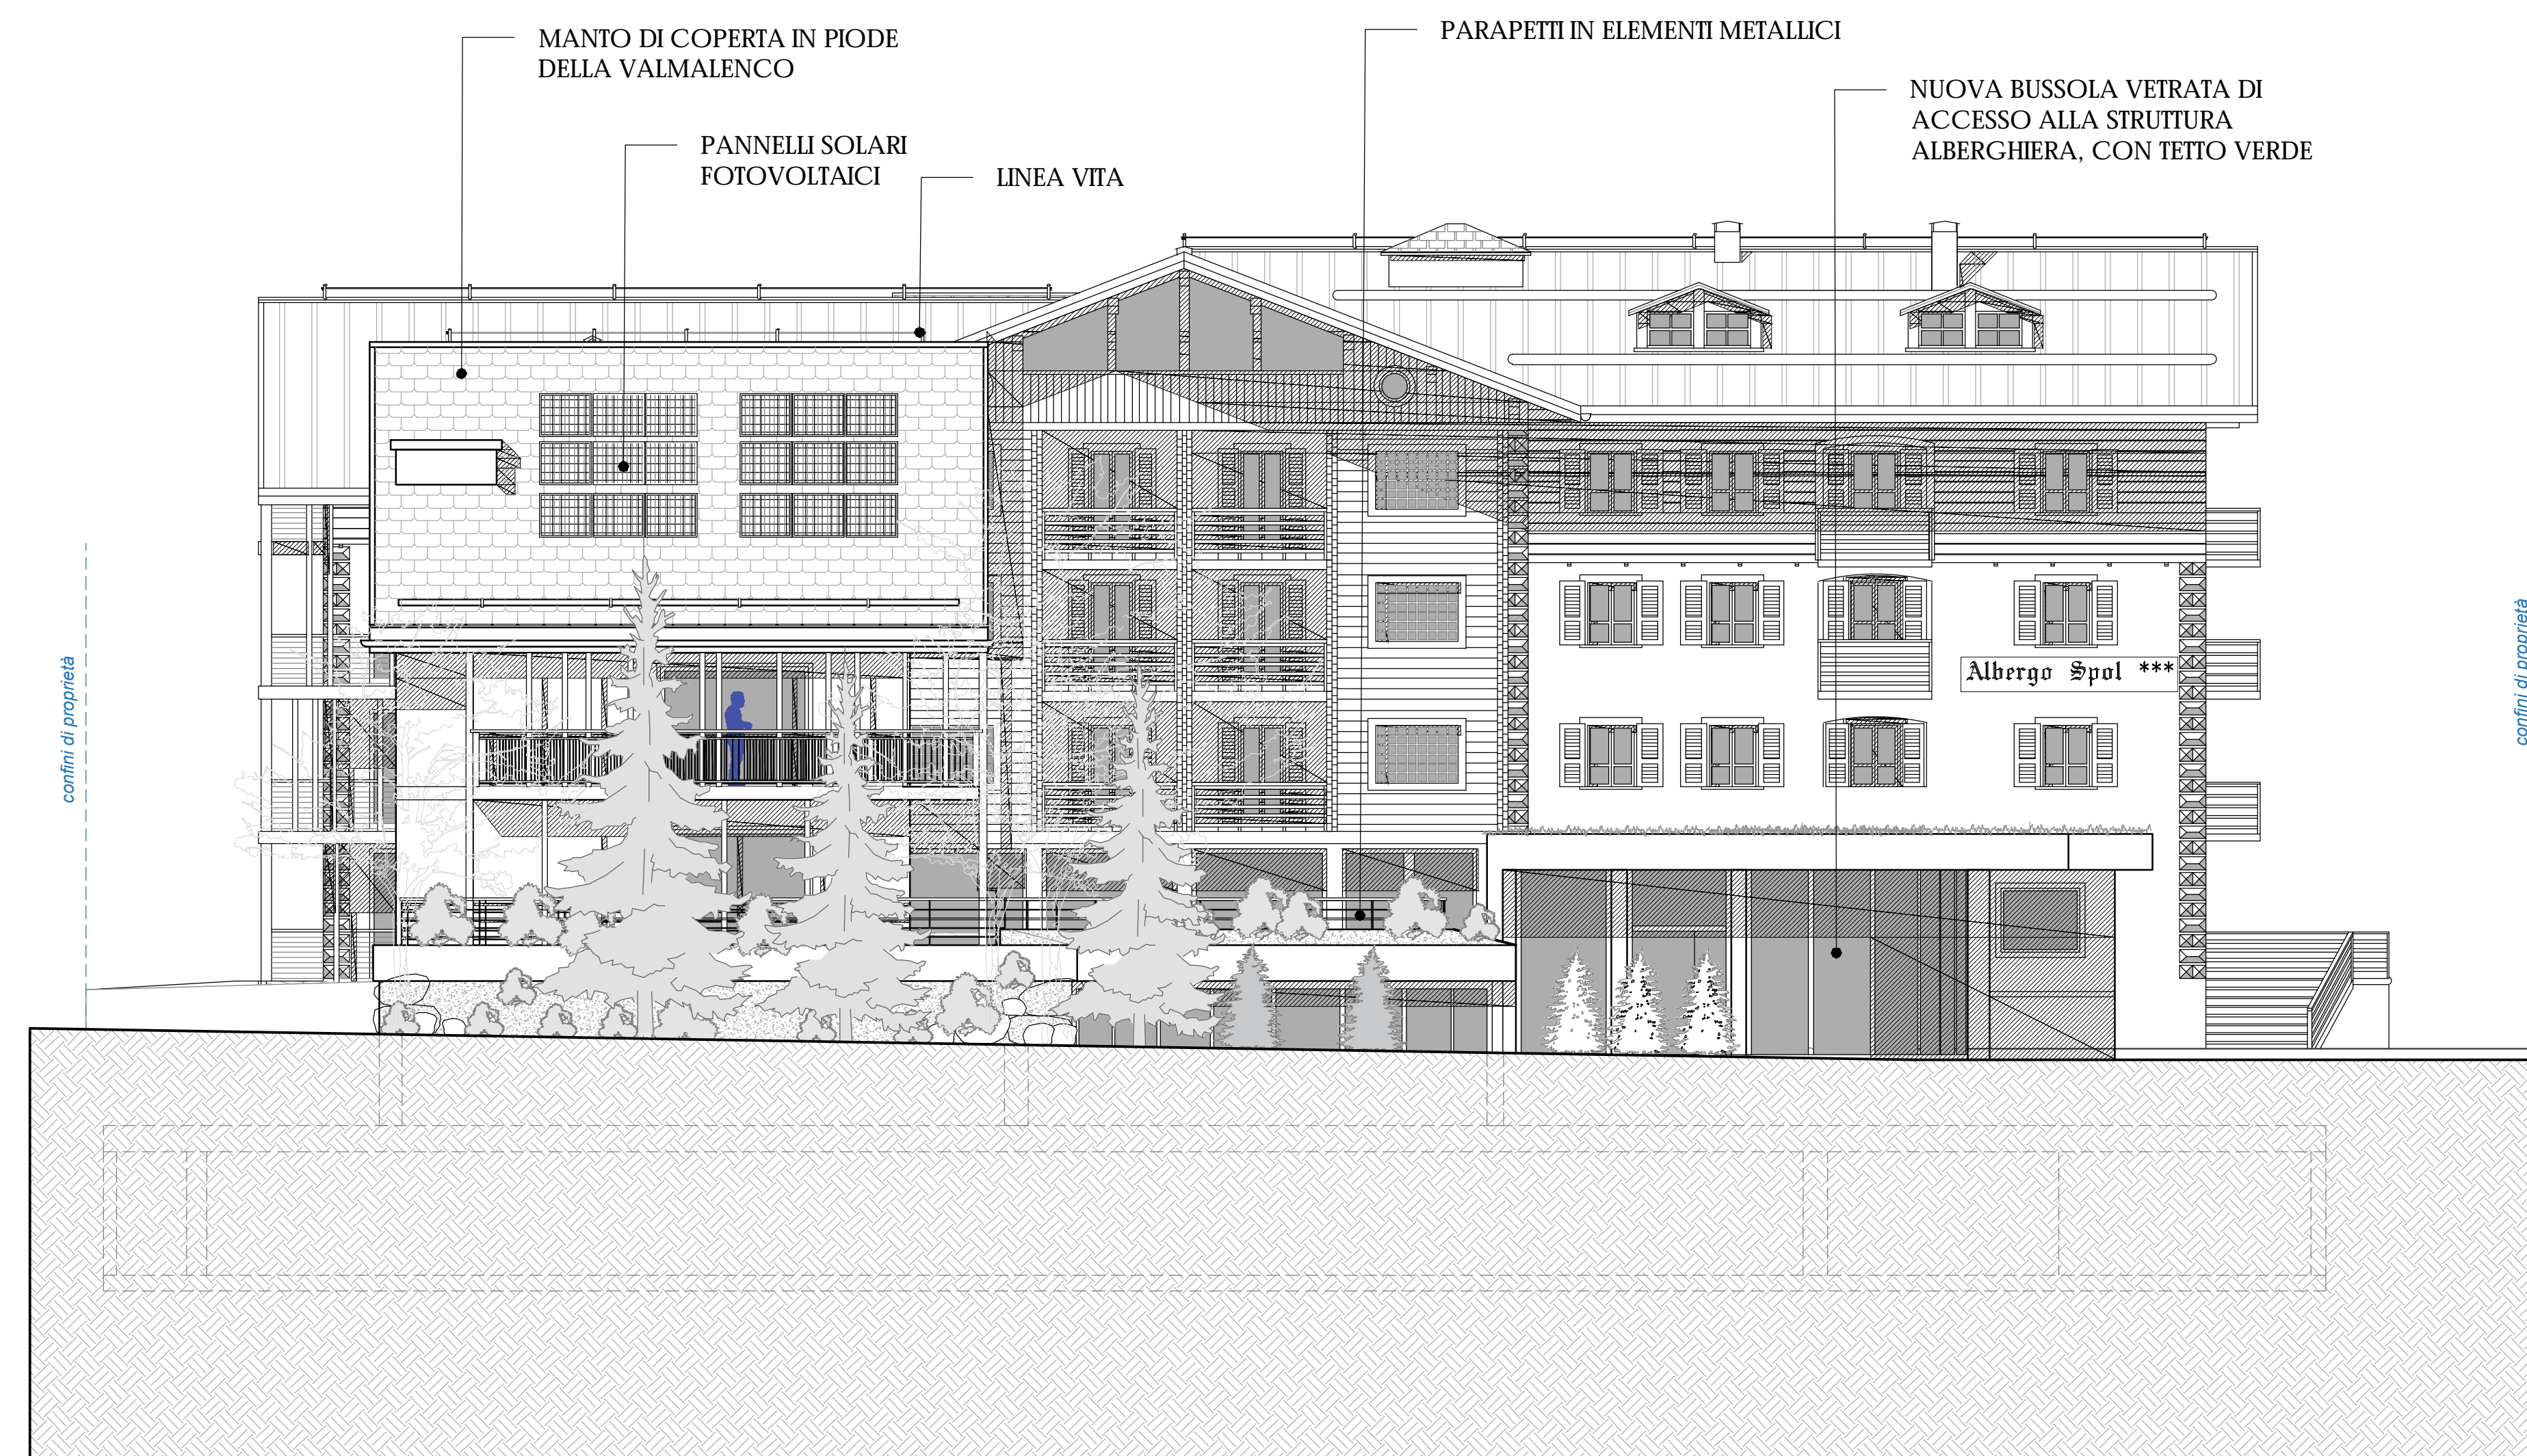 MANTO DI COPERTA IN PIODE
DELLA VALMALENCO
PARAPETTI IN ELEMENTI METALLICI
NUOVA BUSSOLA VETRATA DI
ACCESSO ALLA STRUTTURA
ALBERGHIERA, CON TETTO VERDE
PANNELLI SOLARI
FOTOVOLTAICI
LINEA VITA
confini di proprietà
Albergo Spol ***
confini di proprietà